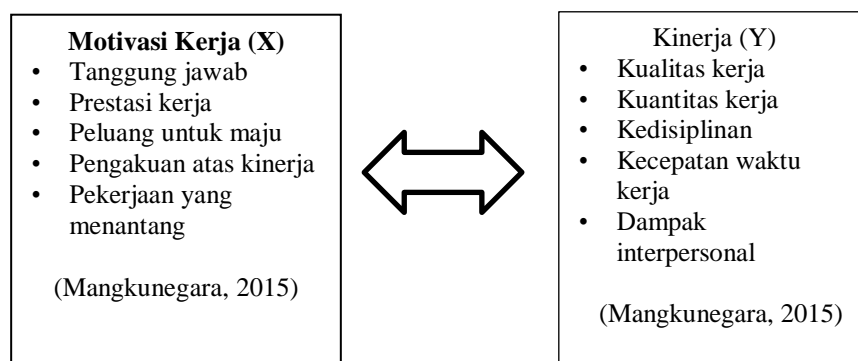 Motivasi Kerja (X)
• Tanggung jawab
• Prestasi kerja
• Peluang untuk maju
• Pengakuan atas kinerja
• Pekerjaan yang
menantang
(Mangkunegara, 2015)
Kinerja (Y)
• Kualitas kerja
• Kuantitas kerja
• Kedisiplinan
• Kecepatan waktu
kerja
• Dampak
interpersonal
(Mangkunegara, 2015)